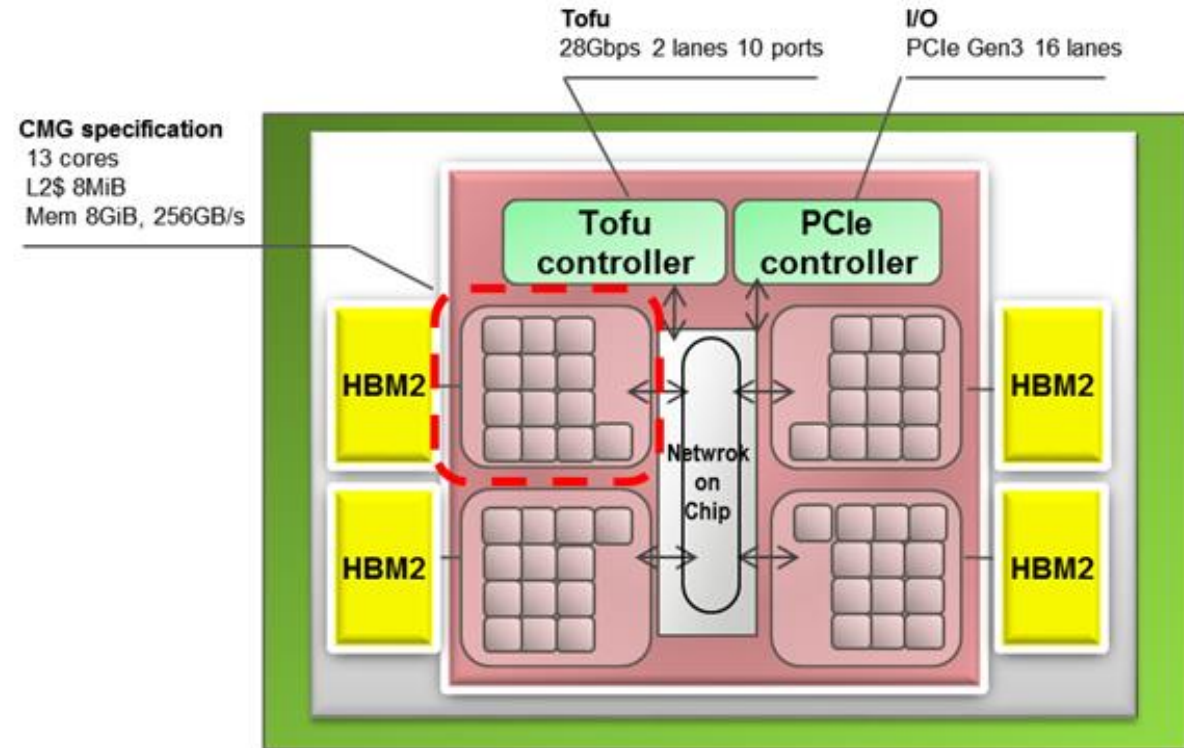 Tofu
28Gbps 2 lanes 10 ports
I/O
PCIe Gen3 16 lanes
CMG specification
13 cores
L2$ 8MiB
Mem 8GiB, 256GB/s
Tofu
controller
PCIe
controller
HBM2
HBM2
Netwrok
on
Chip
HBM2
HBM2